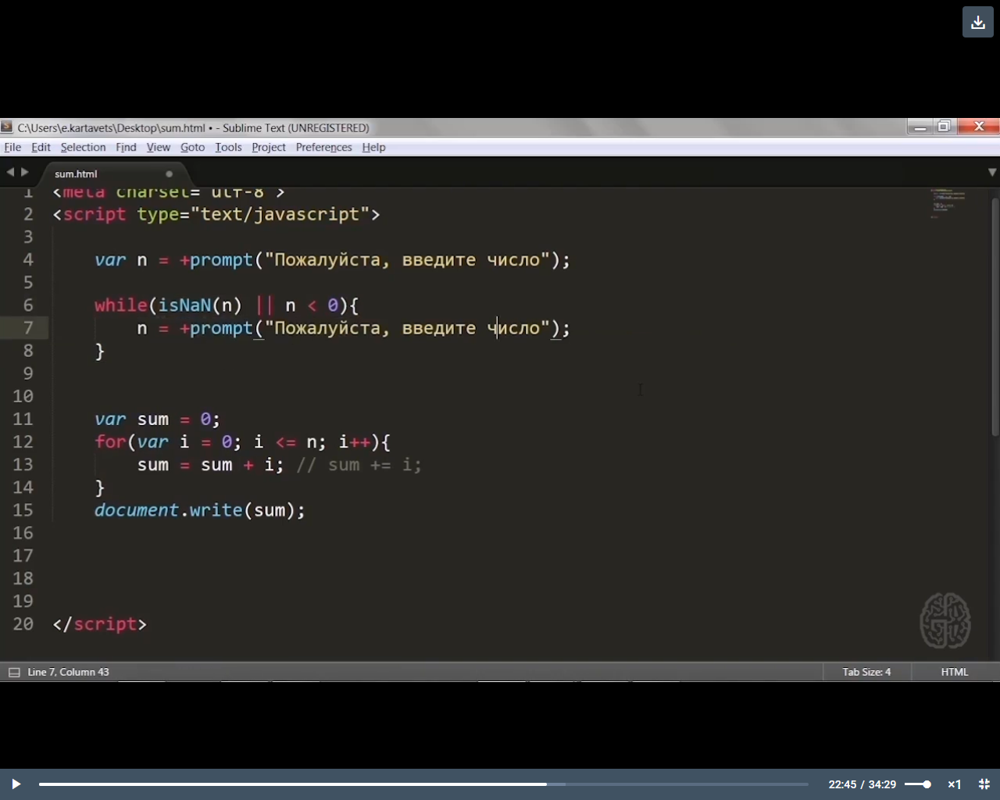 C:\Users\e.kartavets\Desktop\sum.html • - Sublime Text (UNREGISTERED)
File Edit Selection Find View Goto Tools Project Preferences Help
sum.html
1 <meta charset="utf-8">
2 <script type="text/javascript">
3
4 var n = +prompt("Пожалуйста, введите число");
5
6 while(isNaN(n) || n < 0){
7 n = +prompt("Пожалуйста, введите число");
8 }
9
10
11 var sum = 0;
12 for(var i = 0; i <= n; i++){
13 sum = sum + i; // sum += i;
14 }
15 document.write(sum);
16
17
18
19
20 </script>
Line 7, Column 43 Tab Size: 4 HTML
22:45 / 34:29 ×1